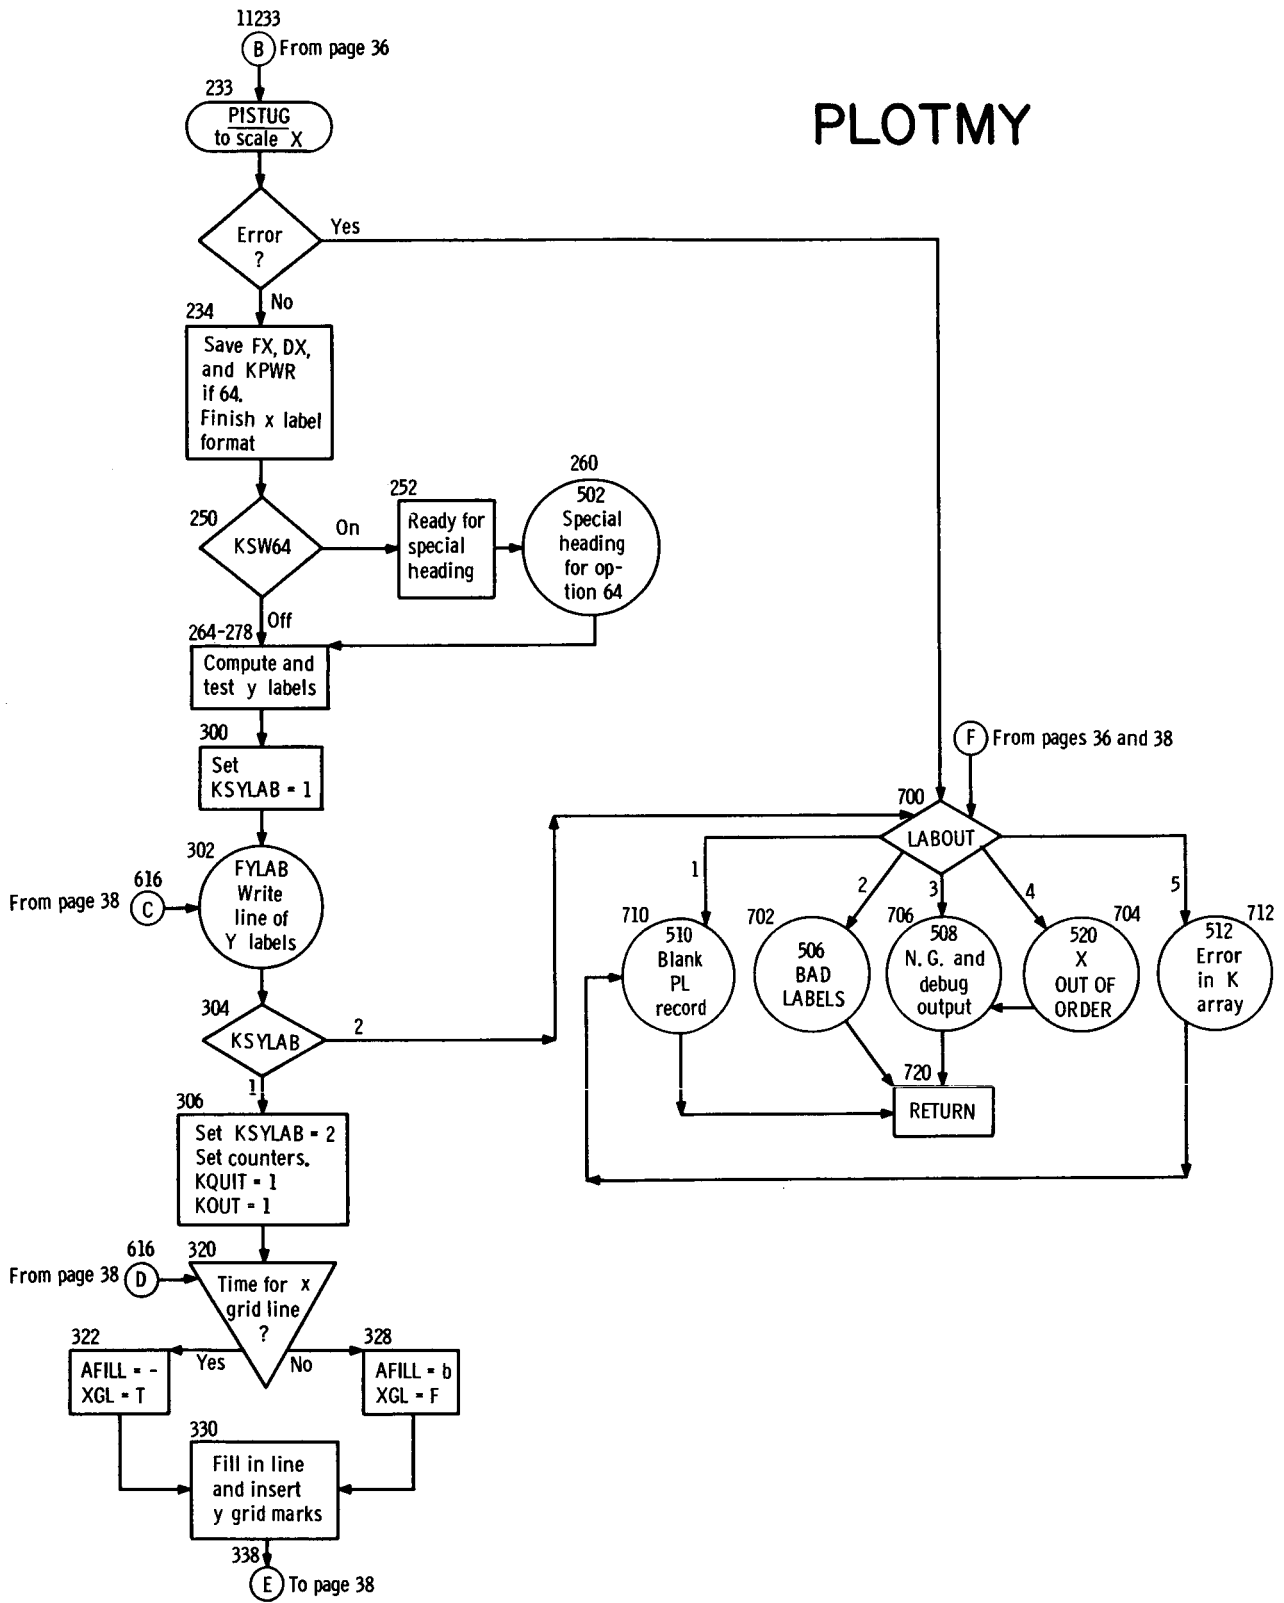 11233
B From page 36
PLOTMY
233
PISTUG
to scale X
Error
?
Yes
No
234
Save FX, DX,
and KPWR
if 64.
Finish x label
format
250
KSW64
On
Off
252
Ready for
special
heading
260
502
Special
heading
for op-
tion 64
264-278
Compute and
test y labels
300
Set
KSYLAB = 1
302
FYLAB
Write
line of
Y labels
616
From page 38 C
304
KSYLAB
2
1
306
Set KSYLAB = 2
Set counters.
KQUIT = 1
KOUT = 1
616
From page 38 D
320
Time for x
grid line
?
Yes
No
322
AFILL = -
XGL = T
328
AFILL = b
XGL = F
330
Fill in line
and insert
y grid marks
338
E To page 38
F From pages 36 and 38
700
LABOUT
1
2
3
4
5
710
510
Blank
PL
record
702
506
BAD
LABELS
706
508
N. G. and
debug
output
704
520
X
OUT OF
ORDER
712
512
Error
in K
array
720
RETURN